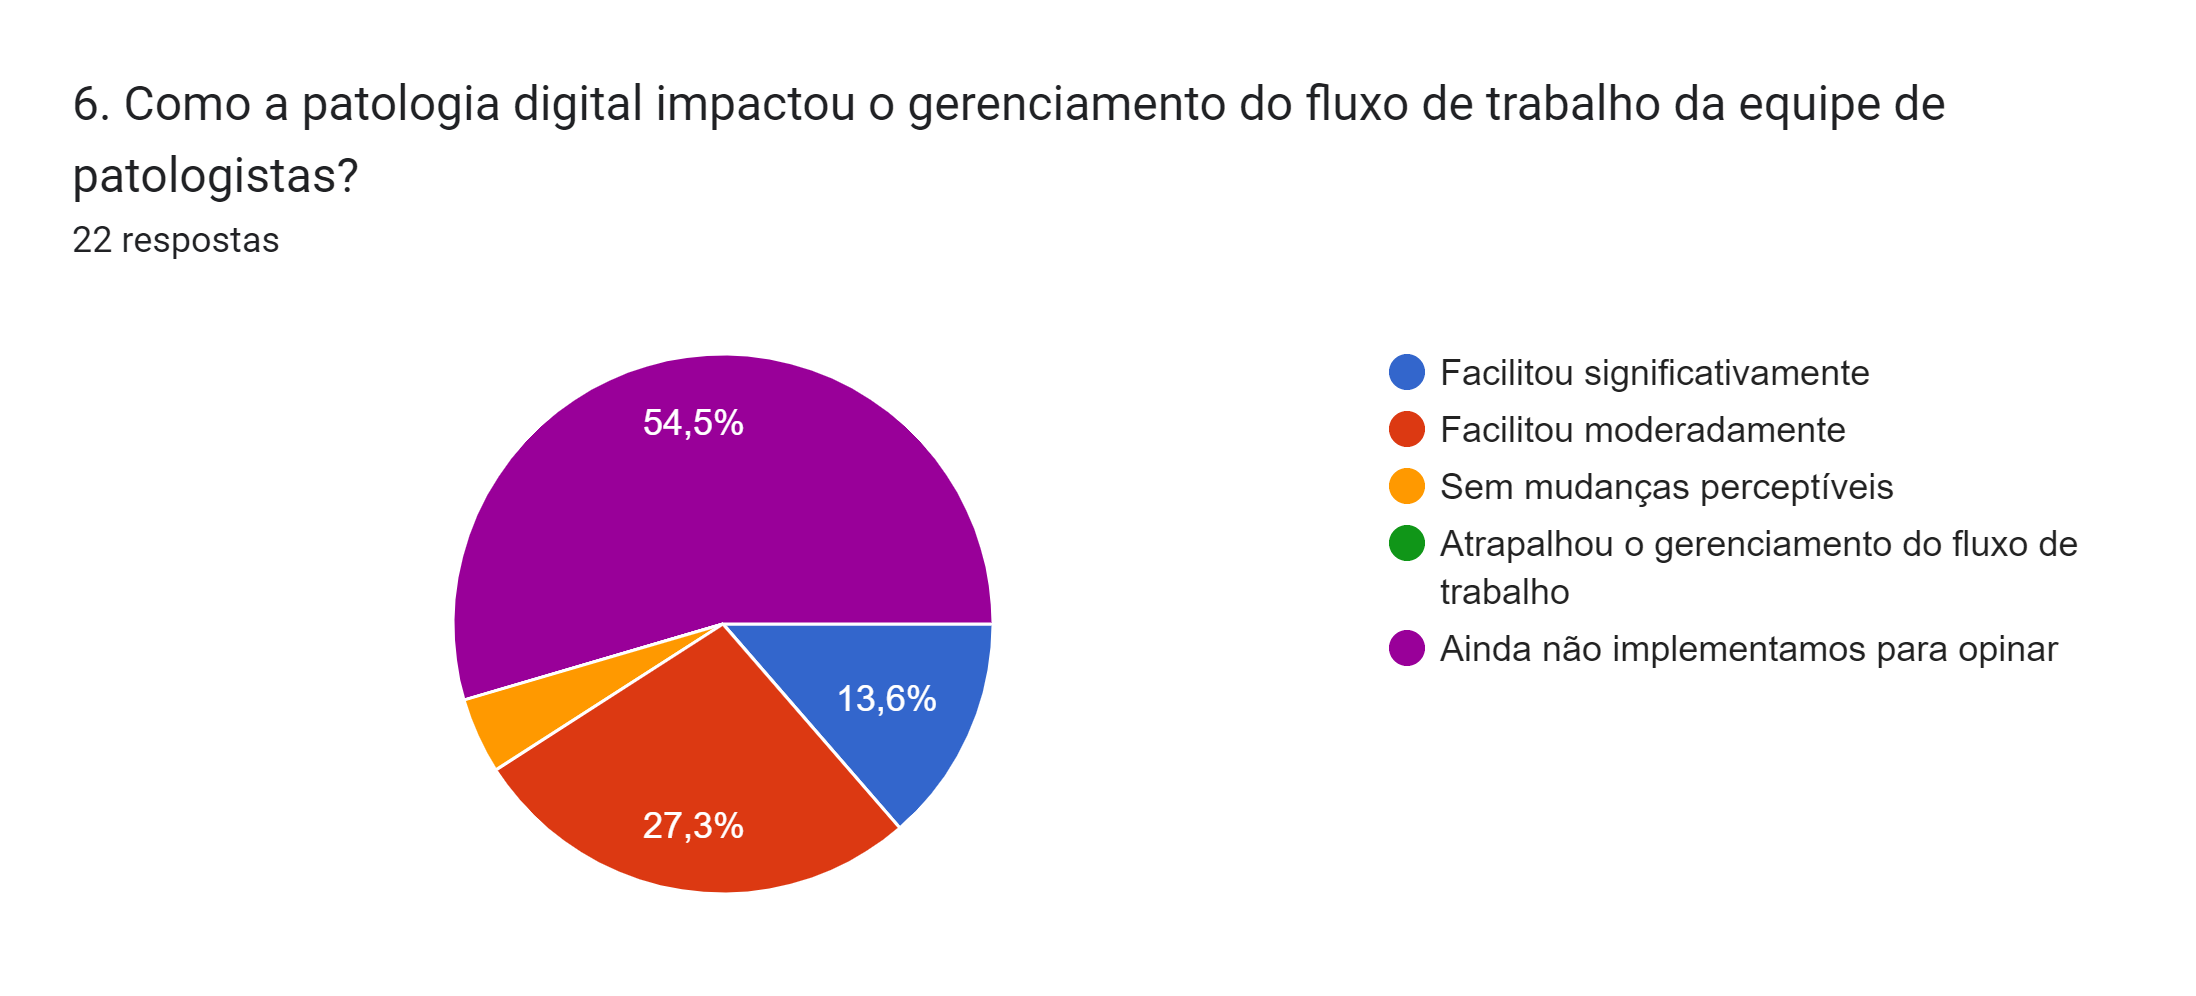 6. Como a patologia digital impactou o gerenciamento do fluxo de trabalho da equipe de
patologistas?
22 respostas
54,5%
13,6%
27,3%
Facilitou significativamente
Facilitou moderadamente
Sem mudanças perceptíveis
Atrapalhou o gerenciamento do fluxo de
trabalho
Ainda não implementamos para opinar